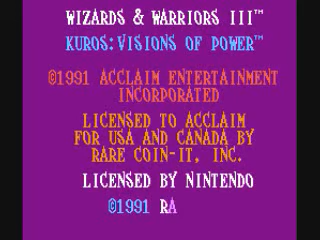 WIZARDS & WARRIORS III™
KUROS:VISIONS OF POWER™
©1991 ACCLAIM ENTERTAINMENT
INCORPORATED
LICENSED TO ACCLAIM
FOR USA AND CANADA BY
RARE COIN-IT, INC.
LICENSED BY NINTENDO
©1991 RA